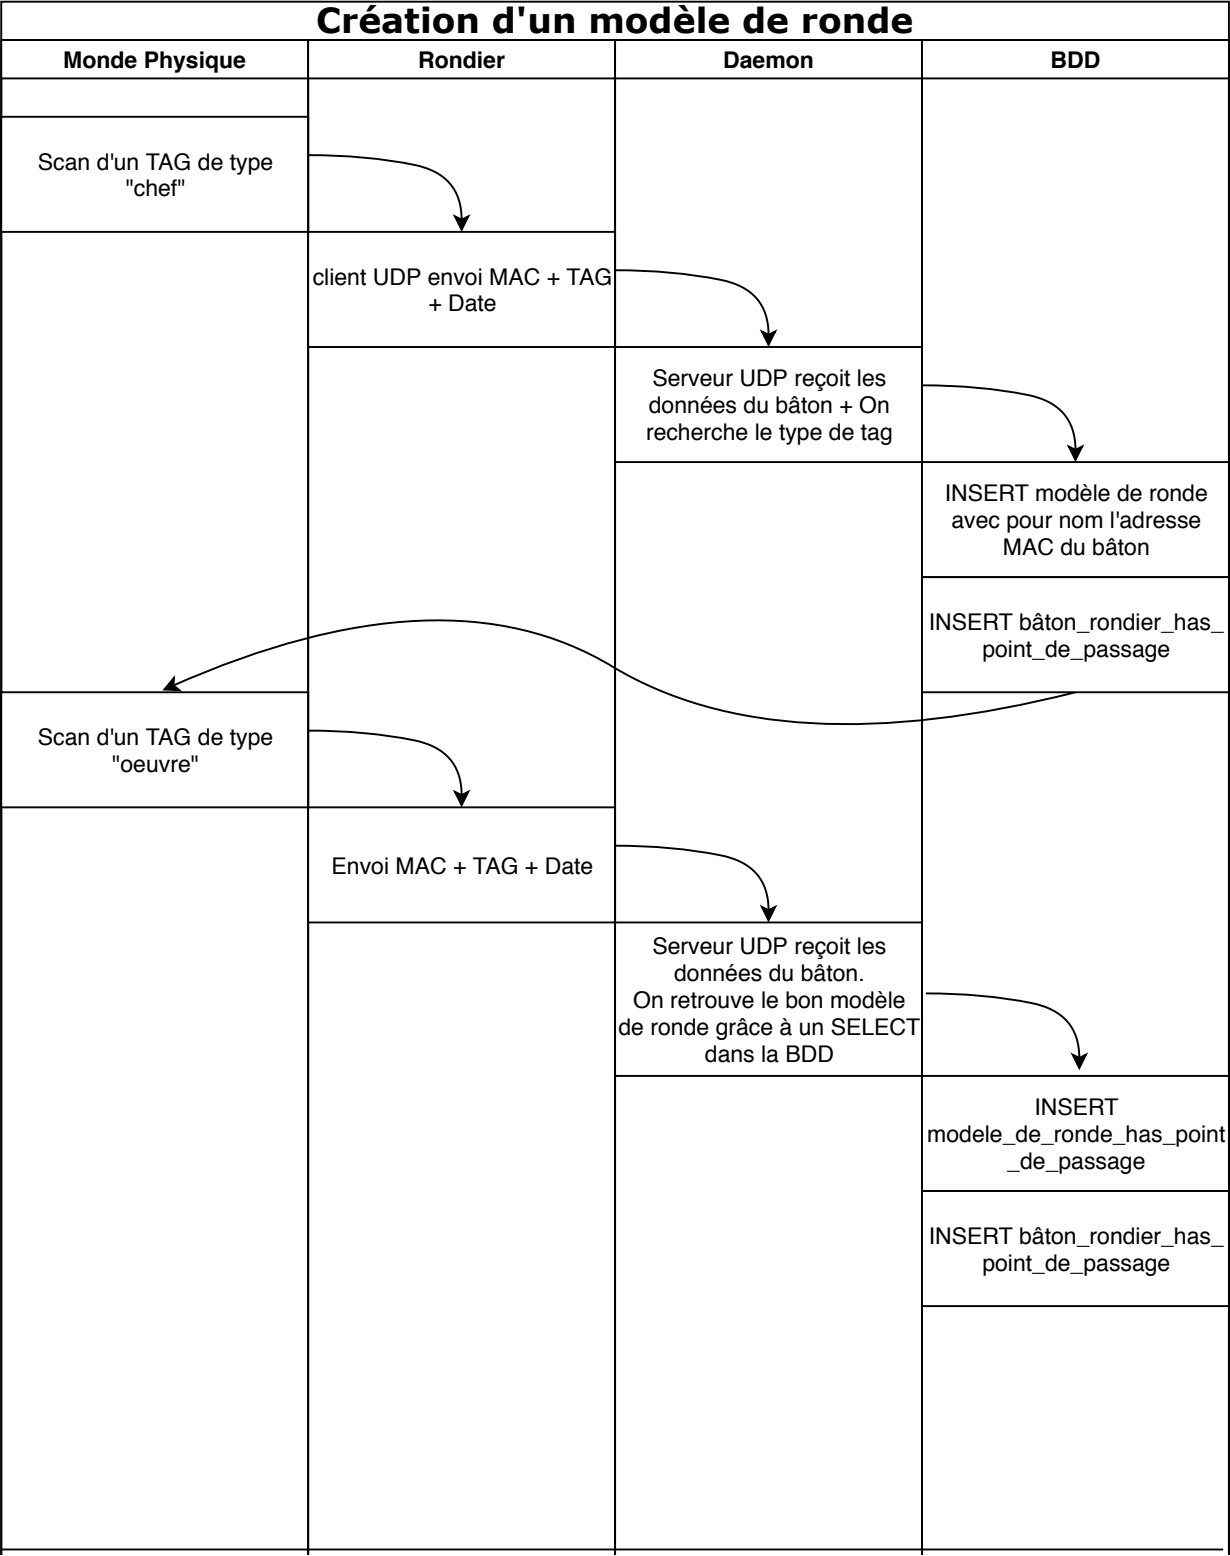 Création d'un modèle de ronde
Monde Physique
Rondier
Daemon
BDD
Scan d'un TAG de type
"chef"
client UDP envoi MAC + TAG
+ Date
Serveur UDP reçoit les
données du bâton + On
recherche le type de tag
INSERT modèle de ronde
avec pour nom l'adresse
MAC du bâton
INSERT bâton_rondier_has_
point_de_passage
Scan d'un TAG de type
"oeuvre"
Envoi MAC + TAG + Date
Serveur UDP reçoit les
données du bâton.
On retrouve le bon modèle
de ronde grâce à un SELECT
dans la BDD
INSERT
modele_de_ronde_has_point
_de_passage
INSERT bâton_rondier_has_
point_de_passage